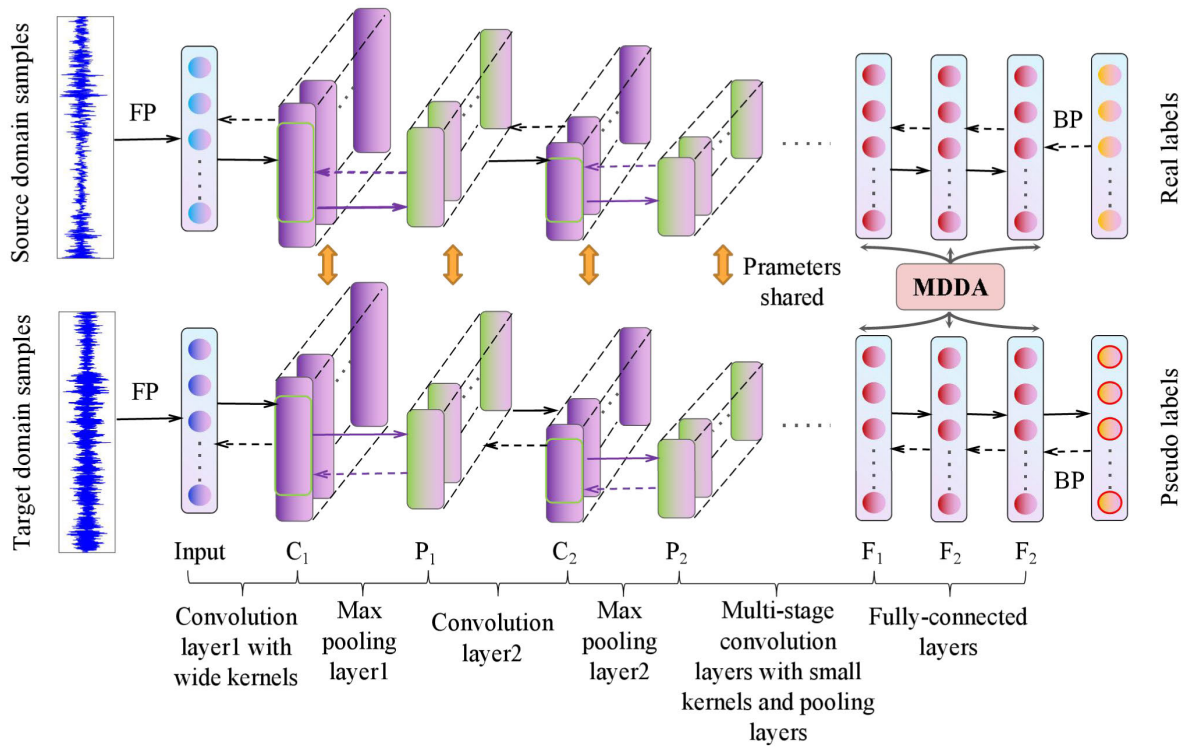 Source domain samples
FP
BP
Real labels
Prameters
shared
MDDA
Target domain samples
FP
BP
Pseudo labels
Input
C₁
P₁
C₂
P₂
F₁
F₂
F₂
Convolution
layer1 with
wide kernels
Max
pooling
layer1
Convolution
layer2
Max
pooling
layer2
Multi-stage
convolution
layers with small
kernels and pooling
layers
Fully-connected
layers